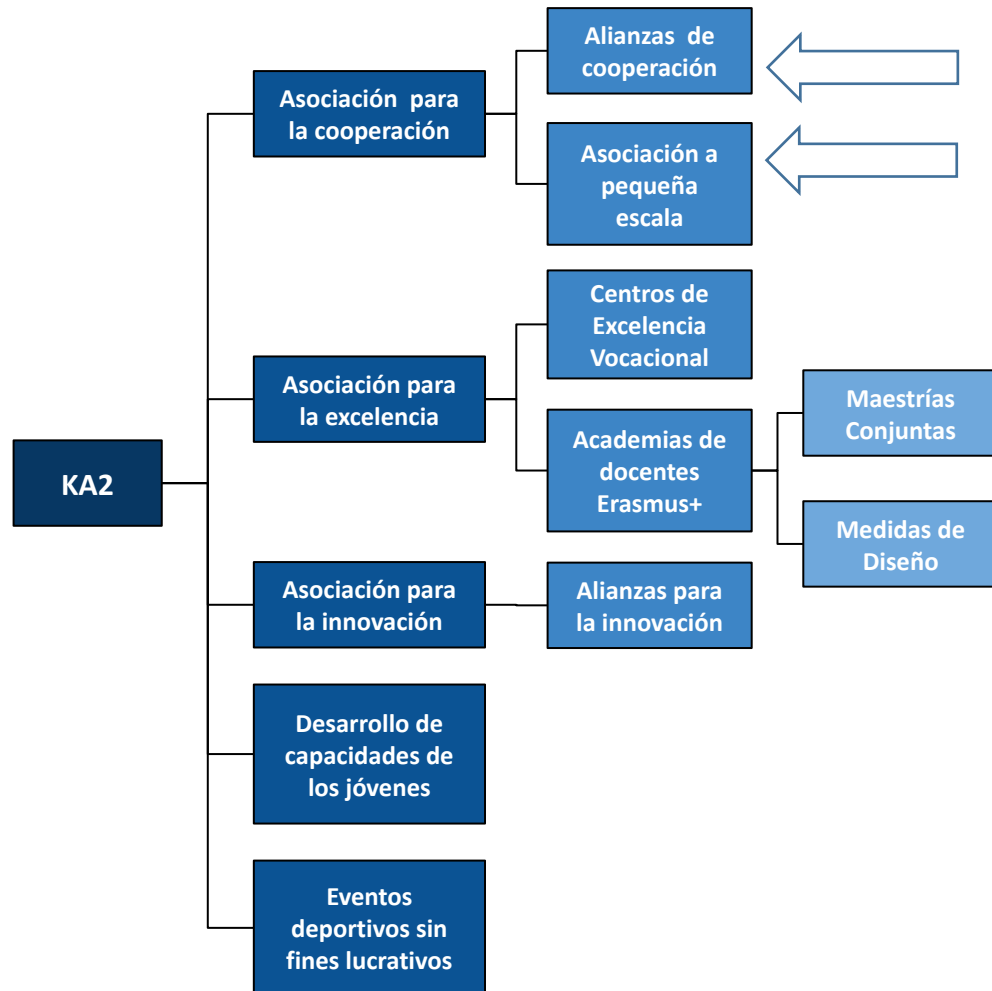 KA2
Asociación para
la cooperación
Alianzas de
cooperación
Asociación a
pequeña
escala
Asociación para
la excelencia
Centros de
Excelencia
Vocacional
Academias de
docentes
Erasmus+
Maestrías
Conjuntas
Medidas de
Diseño
Asociación para
la innovación
Alianzas para
la innovación
Desarrollo de
capacidades de
los jóvenes
Eventos
deportivos sin
fines lucrativos